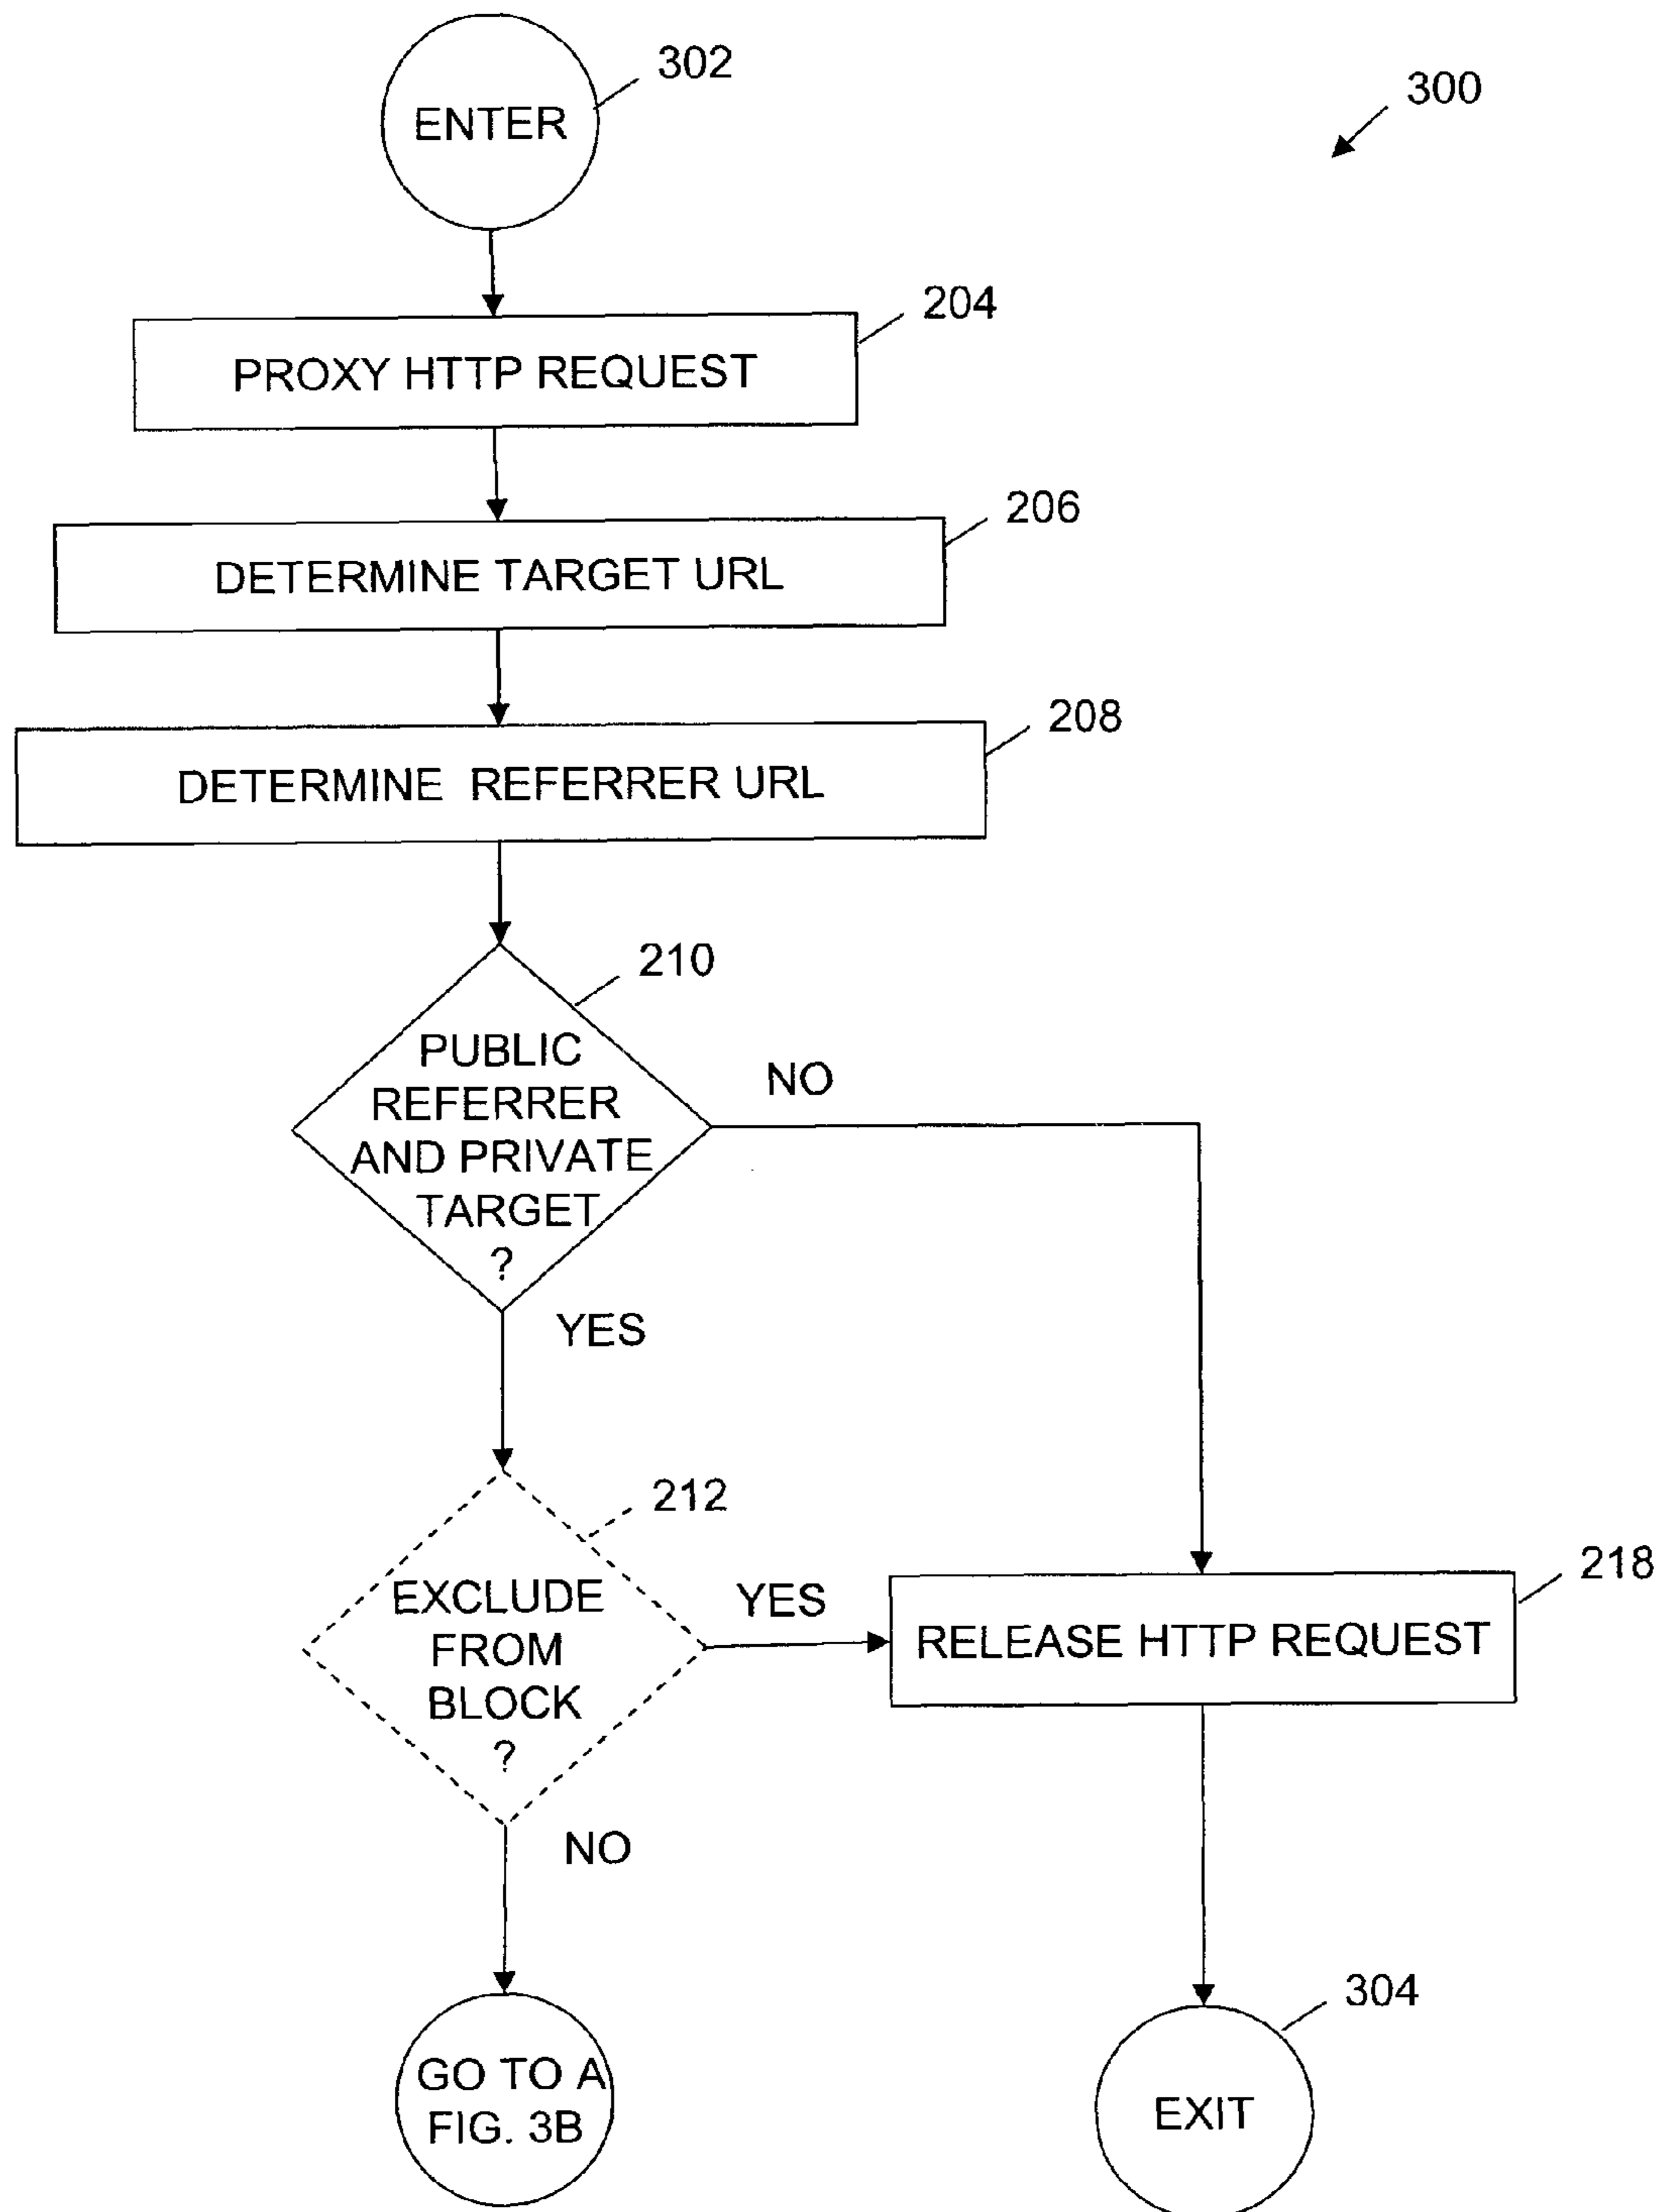 302
300
ENTER
204
PROXY HTTP REQUEST
206
DETERMINE TARGET URL
208
DETERMINE REFERRER URL
210
PUBLIC
REFERRER
AND PRIVATE
TARGET
?
NO
YES
212
EXCLUDE
FROM
BLOCK
?
YES
218
RELEASE HTTP REQUEST
NO
304
GO TO A
FIG. 3B
EXIT